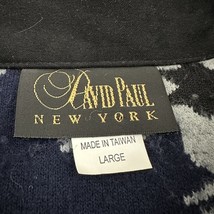 DAVID PAUL
NEW YORK
MADE IN TAIWAN
LARGE